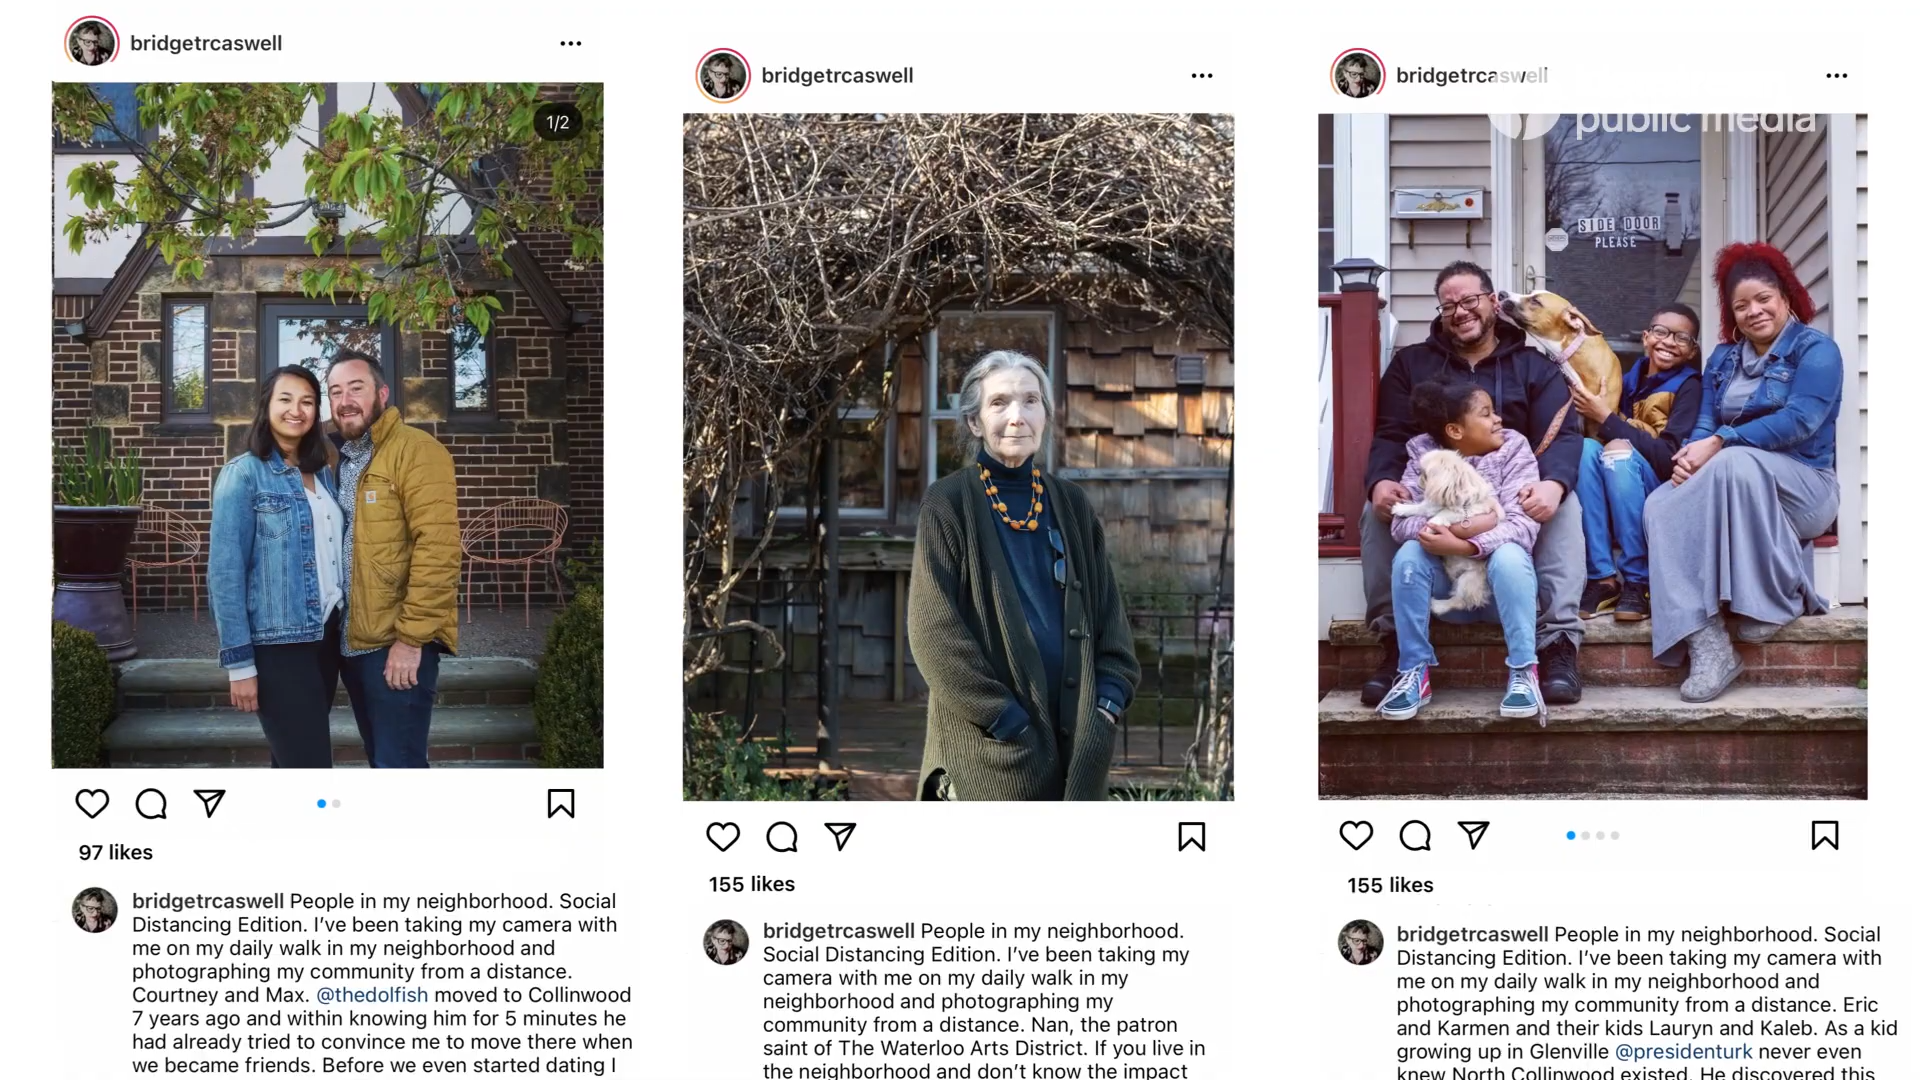 bridgetrcaswell
1/2
97 likes
bridgetrcaswell People in my neighborhood. Social
Distancing Edition. I've been taking my camera with
me on my daily walk in my neighborhood and
photographing my community from a distance.
Courtney and Max. @thedolfish moved to Collinwood
7 years ago and within knowing him for 5 minutes he
had already tried to convince me to move there when
we became friends. Before we even started dating I
bridgetrcaswell
155 likes
bridgetrcaswell People in my neighborhood.
Social Distancing Edition. I've been taking my
camera with me on my daily walk in my
neighborhood and photographing my
community from a distance. Nan, the patron
saint of The Waterloo Arts District. If you live in
the neighborhood and don't know the impact
bridgetrcaswell
public media
SIDE DOOR
PLEASE
155 likes
bridgetrcaswell People in my neighborhood. Social
Distancing Edition. I've been taking my camera with
me on my daily walk in my neighborhood and
photographing my community from a distance. Eric
and Karmen and their kids Lauryn and Kaleb. As a kid
growing up in Glenville @presidenturk never even
knew North Collinwood existed. He discovered this